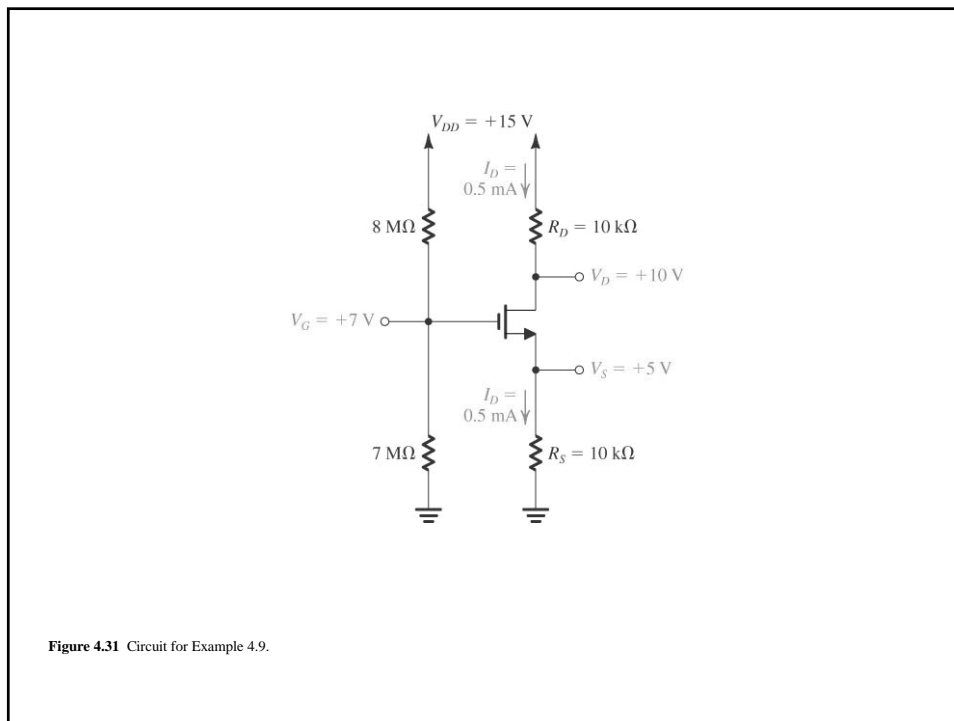 V_DD = +15 V
I_D =
0.5 mA
8 MΩ
R_D = 10 kΩ
V_D = +10 V
V_G = +7 V
V_S = +5 V
I_D =
0.5 mA
7 MΩ
R_S = 10 kΩ
Figure 4.31 Circuit for Example 4.9.